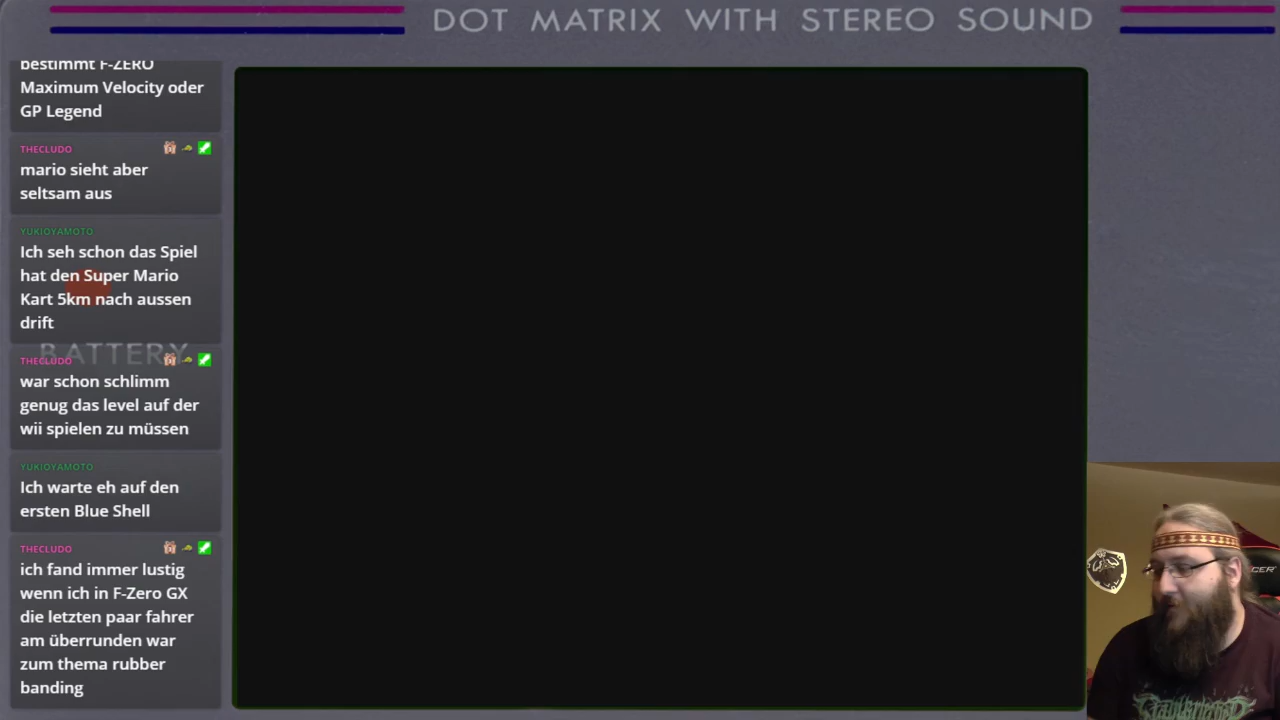 DOT MATRIX WITH STEREO SOUND
bestimmt F-ZERO
Maximum Velocity oder
GP Legend
THECLUDO
mario sieht aber
seltsam aus
YUKIOYAMOTO
Ich seh schon das Spiel
hat den Super Mario
Kart 5km nach aussen
drift
BATTERY
THECLUDO
war schon schlimm
genug das level auf der
wii spielen zu müssen
YUKIOYAMOTO
Ich warte eh auf den
ersten Blue Shell
THECLUDO
ich fand immer lustig
wenn ich in F-Zero GX
die letzten paar fahrer
am überrunden war
zum thema rubber
banding